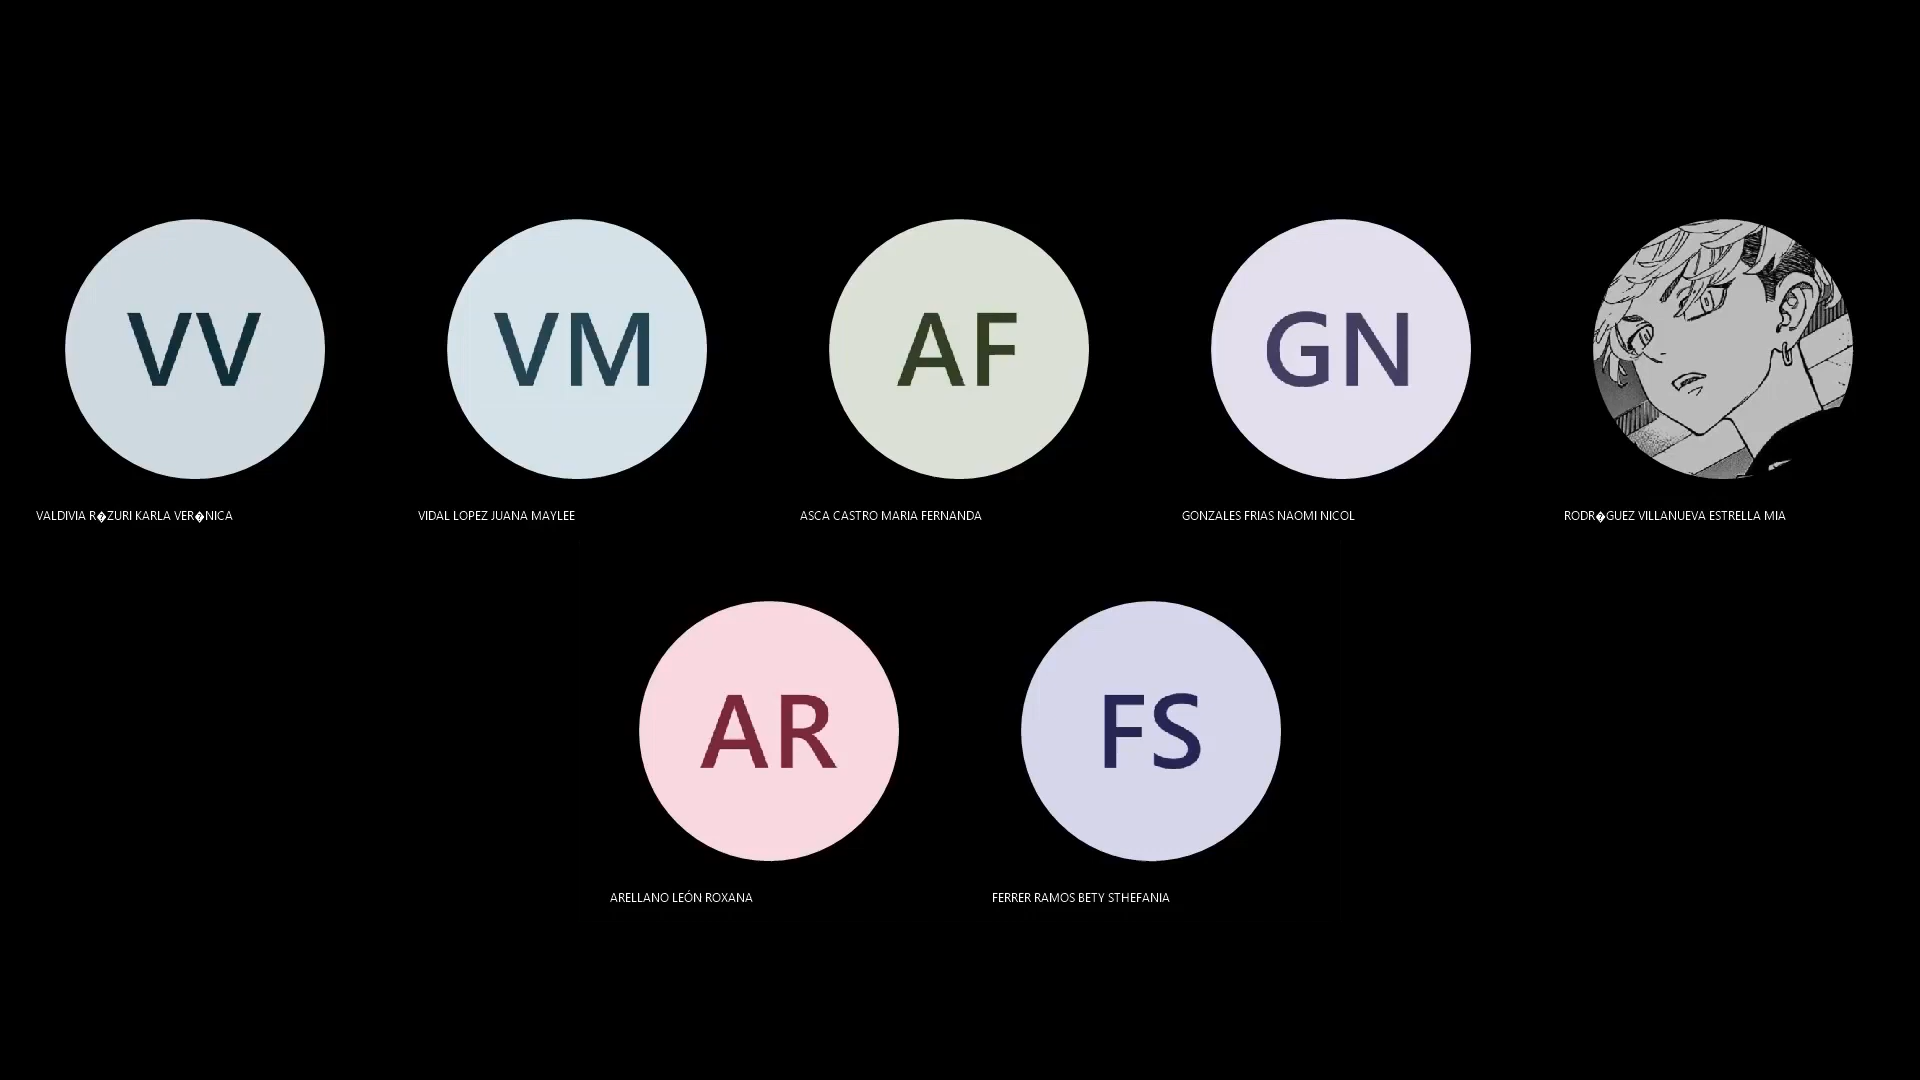 VV
VM
AF
GN
VALDIVIA R�ZURI KARLA VER�NICA
VIDAL LOPEZ JUANA MAYLEE
ASCA CASTRO MARIA FERNANDA
GONZALES FRIAS NAOMI NICOL
RODR�GUEZ VILLANUEVA ESTRELLA MIA
AR
FS
ARELLANO LEÓN ROXANA
FERRER RAMOS BETY STHEFANIA